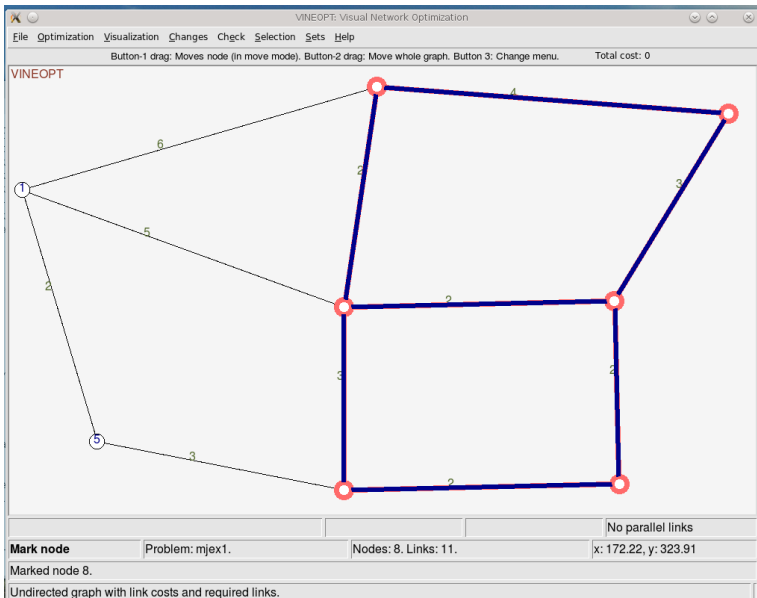 VINEOPT: Visual Network Optimization
File Optimization Visualization Changes Check Selection Sets Help
Button-1 drag: Moves node (in move mode). Button-2 drag: Move whole graph. Button 3: Change menu. Total cost: 0
VINEOPT
4
6
2
3
1
5
2
2
3
2
5
3
2
No parallel links
Mark node Problem: mjex1. Nodes: 8. Links: 11. x: 172.22, y: 323.91
Marked node 8.
Undirected graph with link costs and required links.